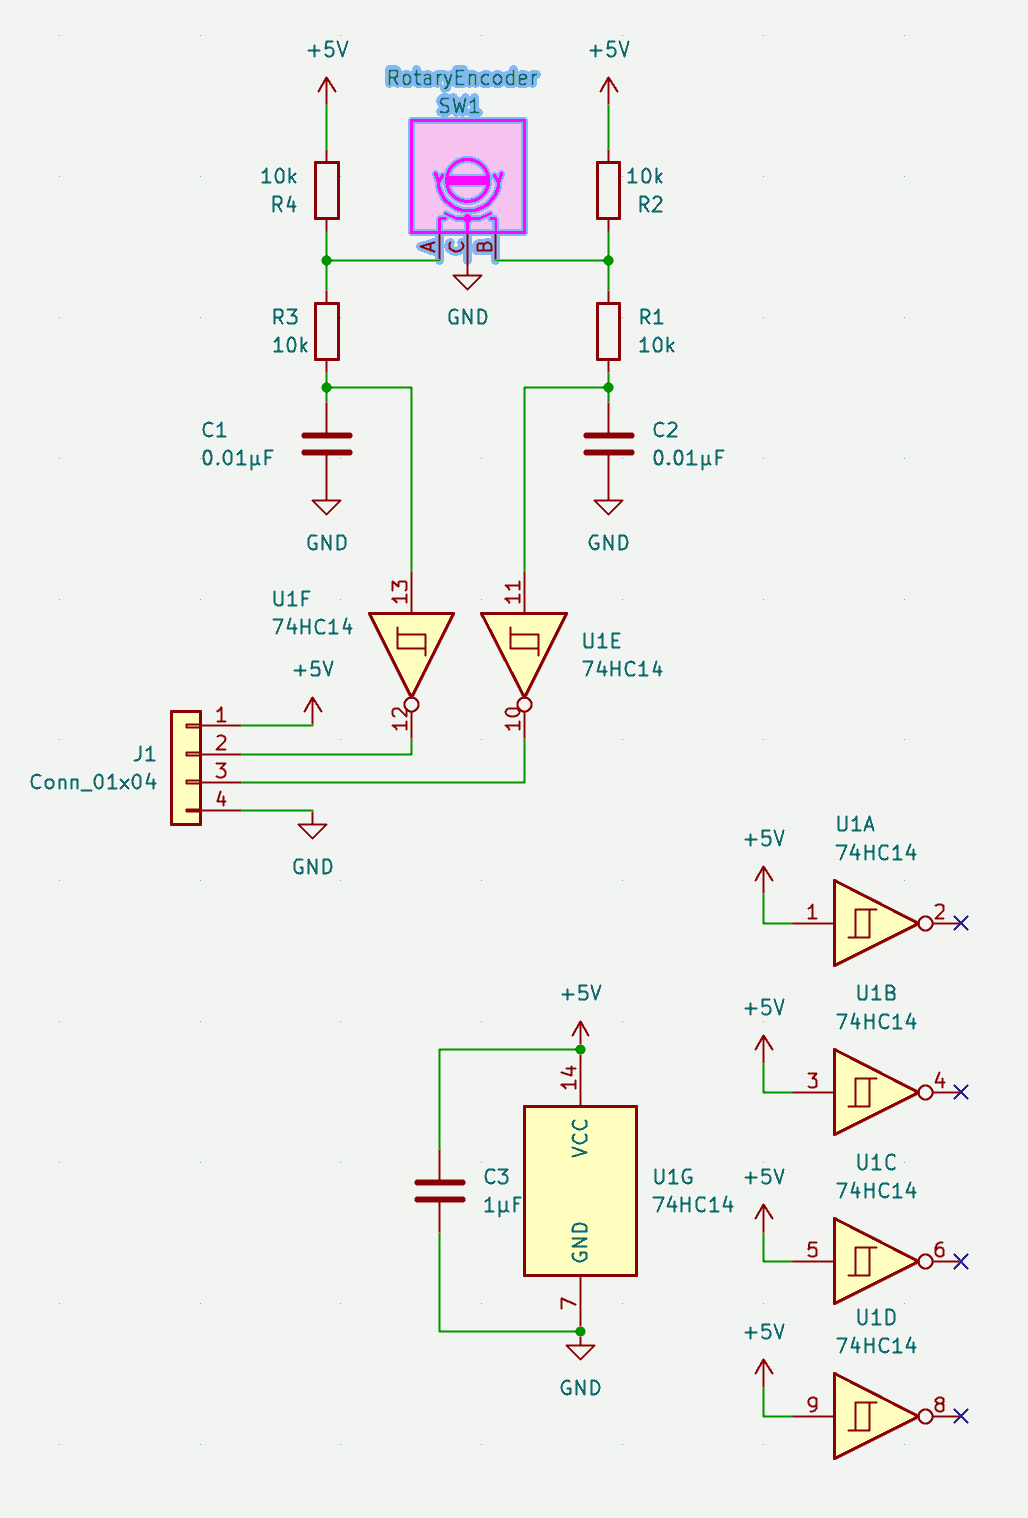 +5V
+5V
RotaryEncoder
SW1
10k
R4
10k
R2
A
C
B
GND
R3
10k
R1
10k
C1
0.01µF
C2
0.01µF
GND
GND
13
11
U1F
74HC14
U1E
74HC14
+5V
12
10
1
2
3
4
J1
Conn_01x04
GND
+5V
U1A
74HC14
1
2
+5V
+5V
U1B
74HC14
3
4
14
VCC
C3
1µF
U1G
74HC14
GND
7
GND
+5V
U1C
74HC14
5
6
+5V
U1D
74HC14
9
8